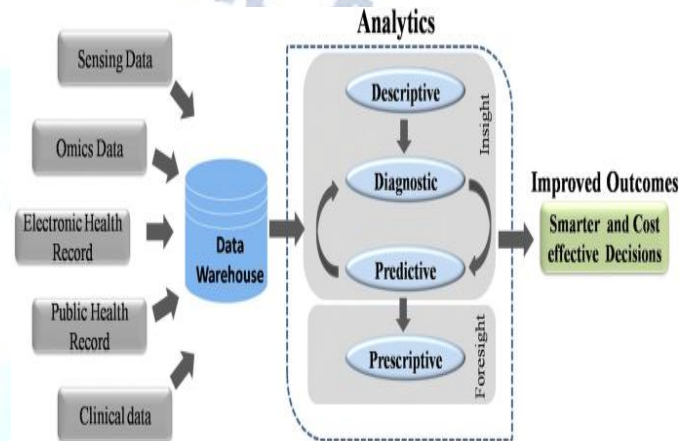 Analytics
Sensing Data
Omics Data
Electronic Health
Record
Public Health
Record
Clinical data
Data
Warehouse
Descriptive
Diagnostic
Predictive
Insight
Prescriptive
Foresight
Improved Outcomes
Smarter and Cost
effective Decisions